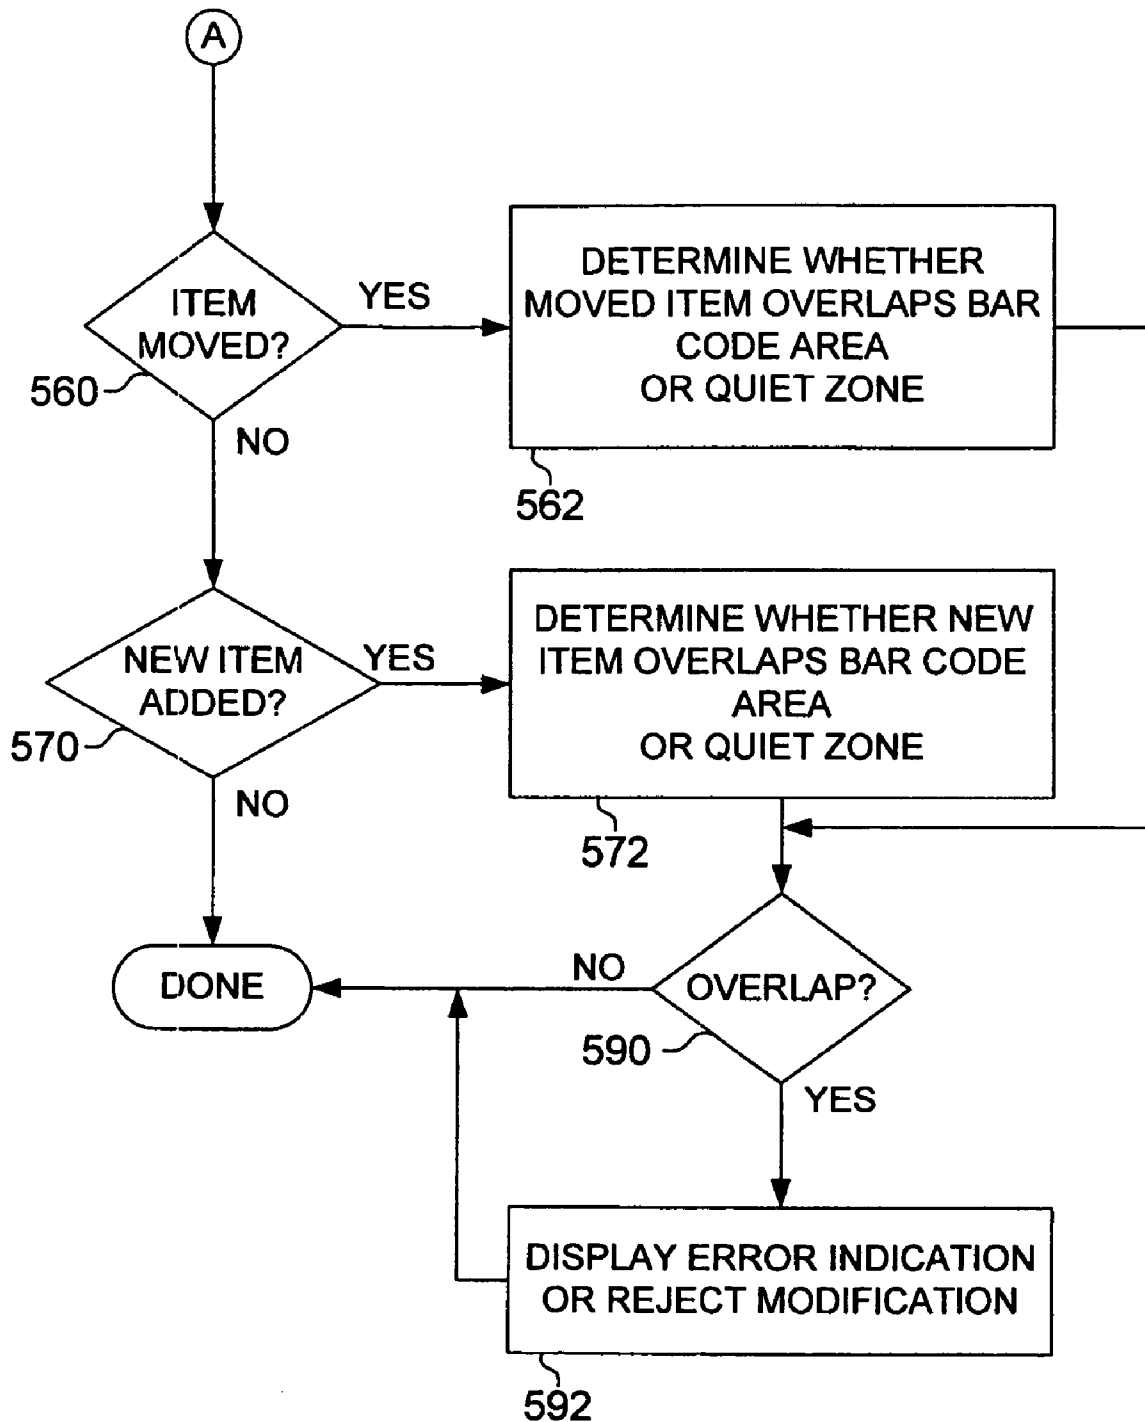 A
ITEM
MOVED?
YES
560
NO
DETERMINE WHETHER
MOVED ITEM OVERLAPS BAR
CODE AREA
OR QUIET ZONE
562
NEW ITEM
ADDED?
YES
570
NO
DETERMINE WHETHER NEW
ITEM OVERLAPS BAR CODE
AREA
OR QUIET ZONE
572
DONE
NO
OVERLAP?
590
YES
DISPLAY ERROR INDICATION
OR REJECT MODIFICATION
592